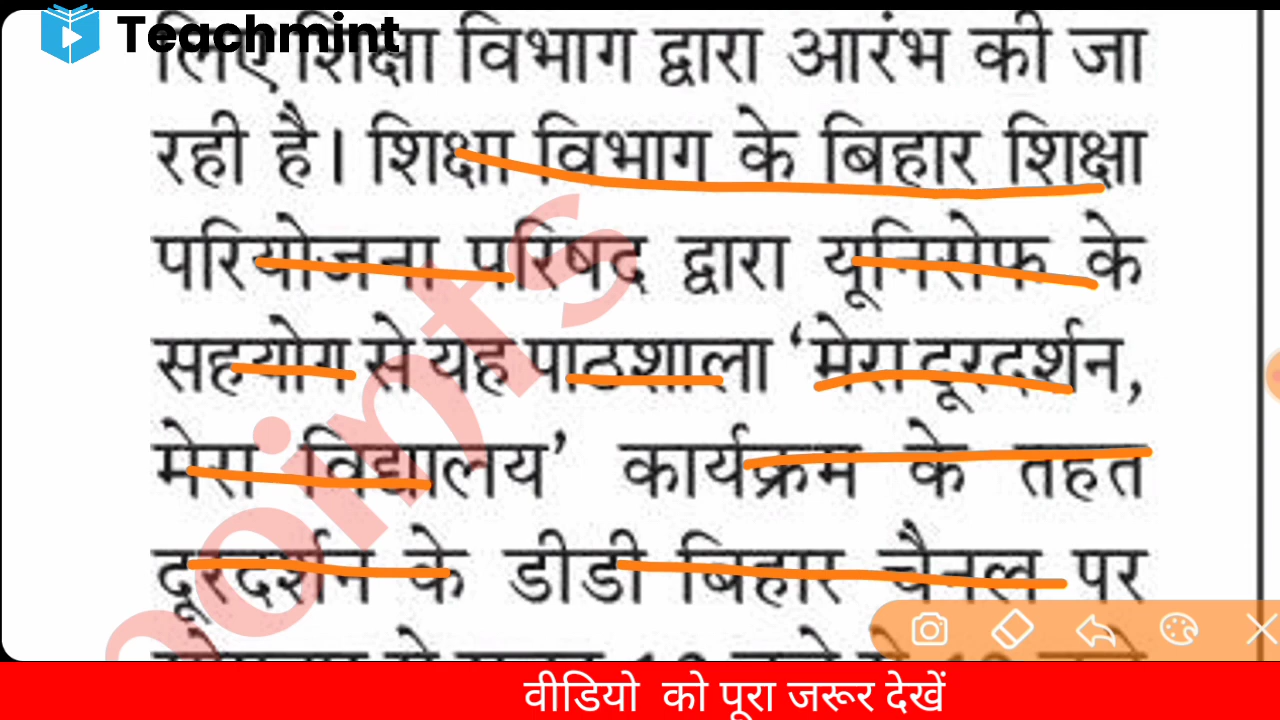 Teachmint
लिए शिक्षा विभाग द्वारा आरंभ की जा
रही है। शिक्षा विभाग के बिहार शिक्षा
परियोजना परिषद द्वारा यूनिसेफ के
सहयोग से यह पाठशाला ‘मेरा दूरदर्शन,
मेरा विद्यालय’ कार्यक्रम के तहत
दूरदर्शन के डीडी बिहार चैनल पर
points
वीडियो को पूरा जरूर देखें